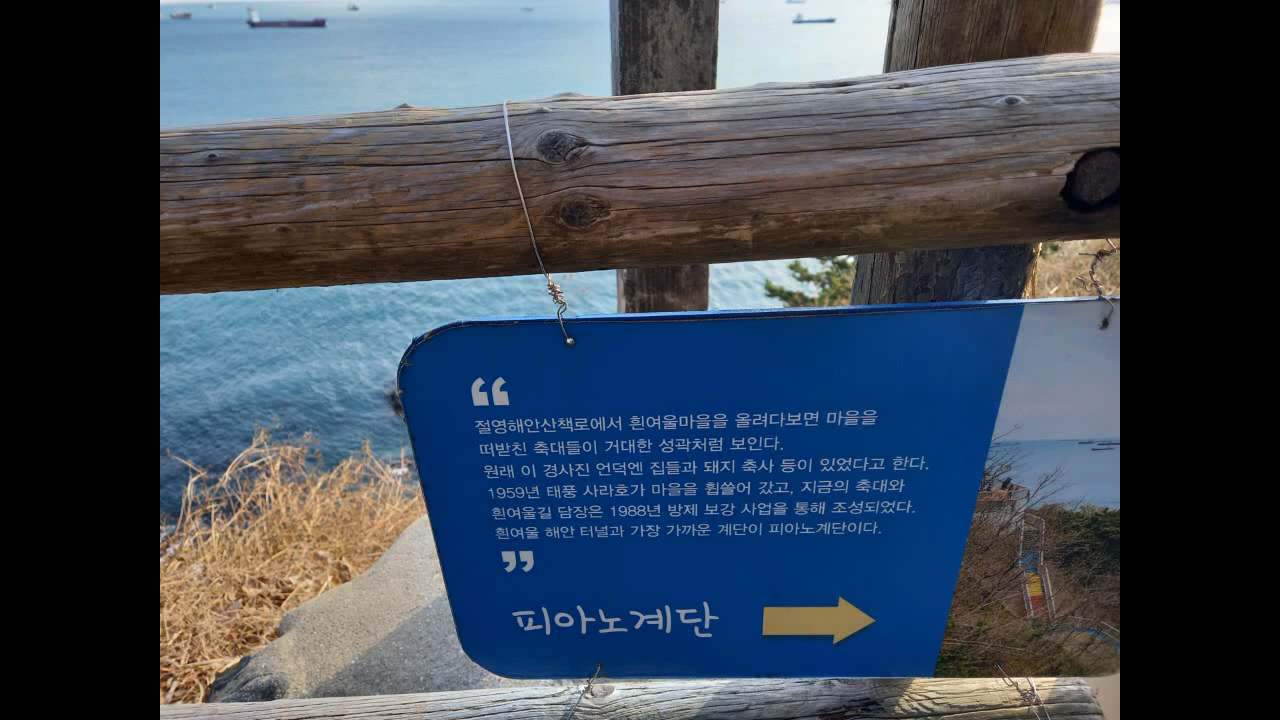 “
절영해안산책로에서 흰여울마을을 올려다보면 마을을
떠받친 축대들이 거대한 성곽처럼 보인다.
원래 이 경사진 언덕엔 집들과 돼지 축사 등이 있었다고 한다.
1959년 태풍 사라호가 마을을 휩쓸어 갔고, 지금의 축대와
흰여울길 담장은 1988년 방제 보강 사업을 통해 조성되었다.
흰여울 해안 터널과 가장 가까운 계단이 피아노계단이다.
”
피아노계단